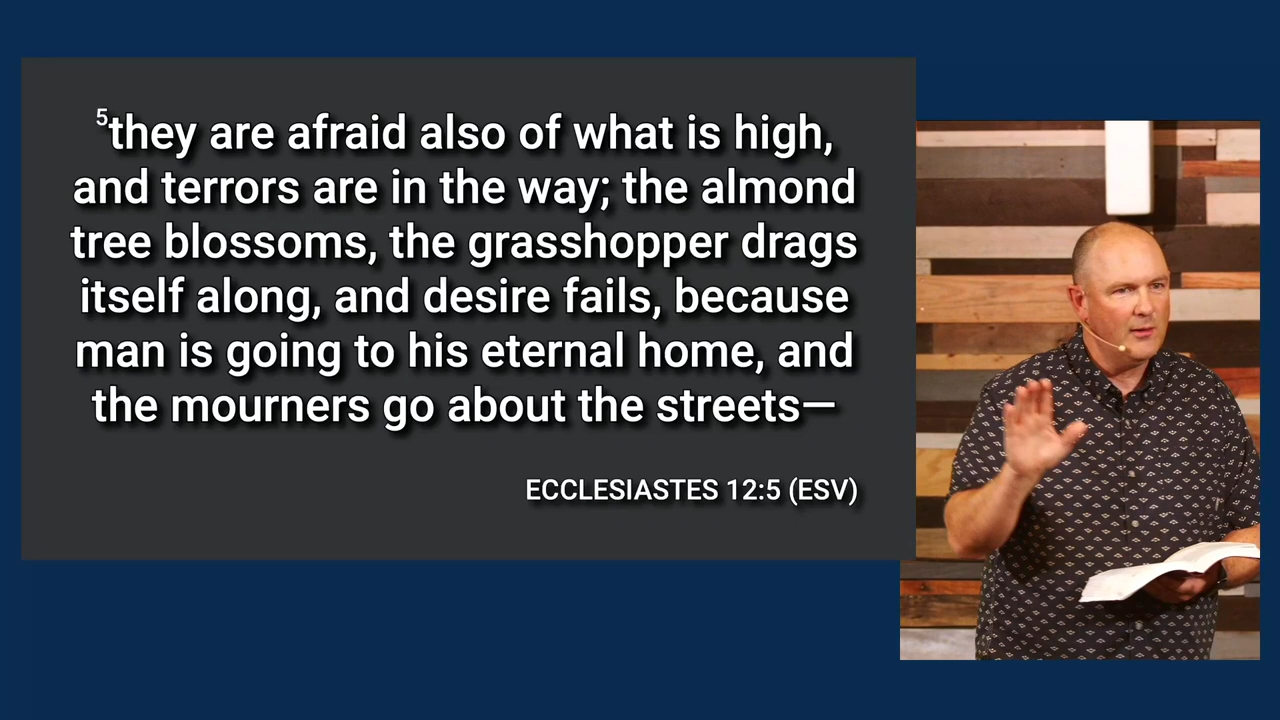 5they are afraid also of what is high,
and terrors are in the way; the almond
tree blossoms, the grasshopper drags
itself along, and desire fails, because
man is going to his eternal home, and
the mourners go about the streets—
ECCLESIASTES 12:5 (ESV)